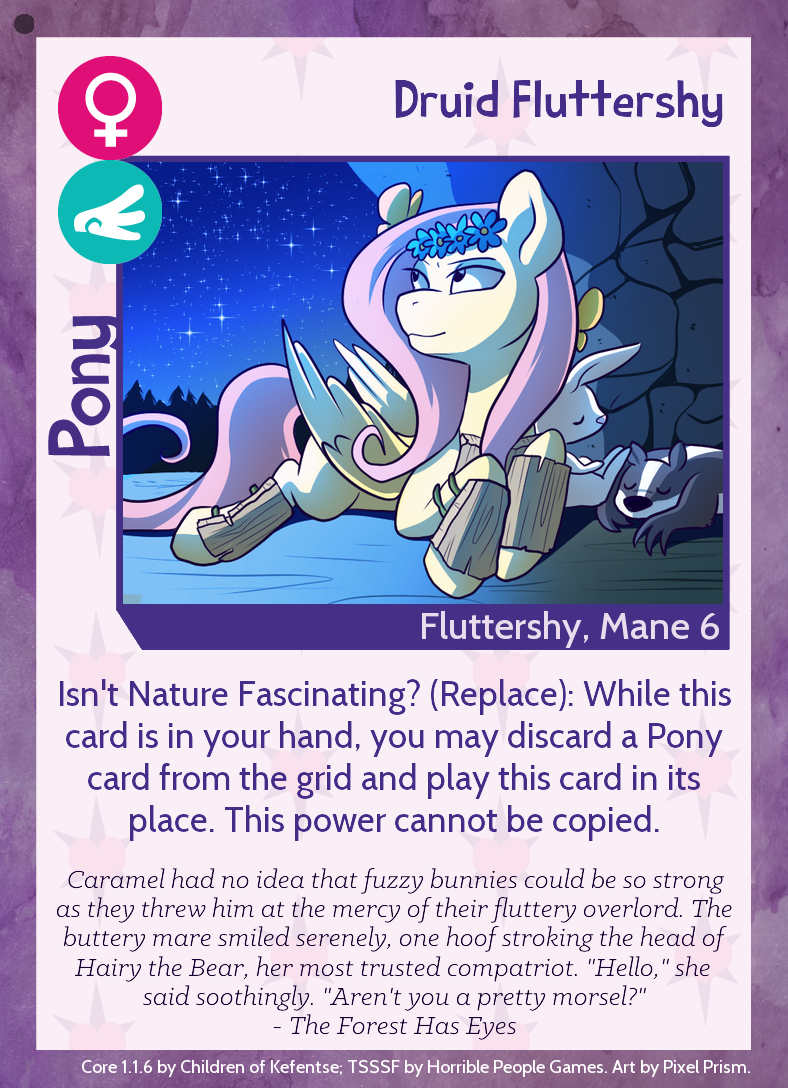 Druid Fluttershy
Pony
Fluttershy, Mane 6
Isn't Nature Fascinating? (Replace): While this
card is in your hand, you may discard a Pony
card from the grid and play this card in its
place. This power cannot be copied.
Caramel had no idea that fuzzy bunnies could be so strong
as they threw him at the mercy of their fluttery overlord. The
buttery mare smiled serenely, one hoof stroking the head of
Hairy the Bear, her most trusted compatriot. "Hello," she
said soothingly. "Aren't you a pretty morsel?"
- The Forest Has Eyes
Core 1.1.6 by Children of Kefentse; TSSSF by Horrible People Games. Art by Pixel Prism.